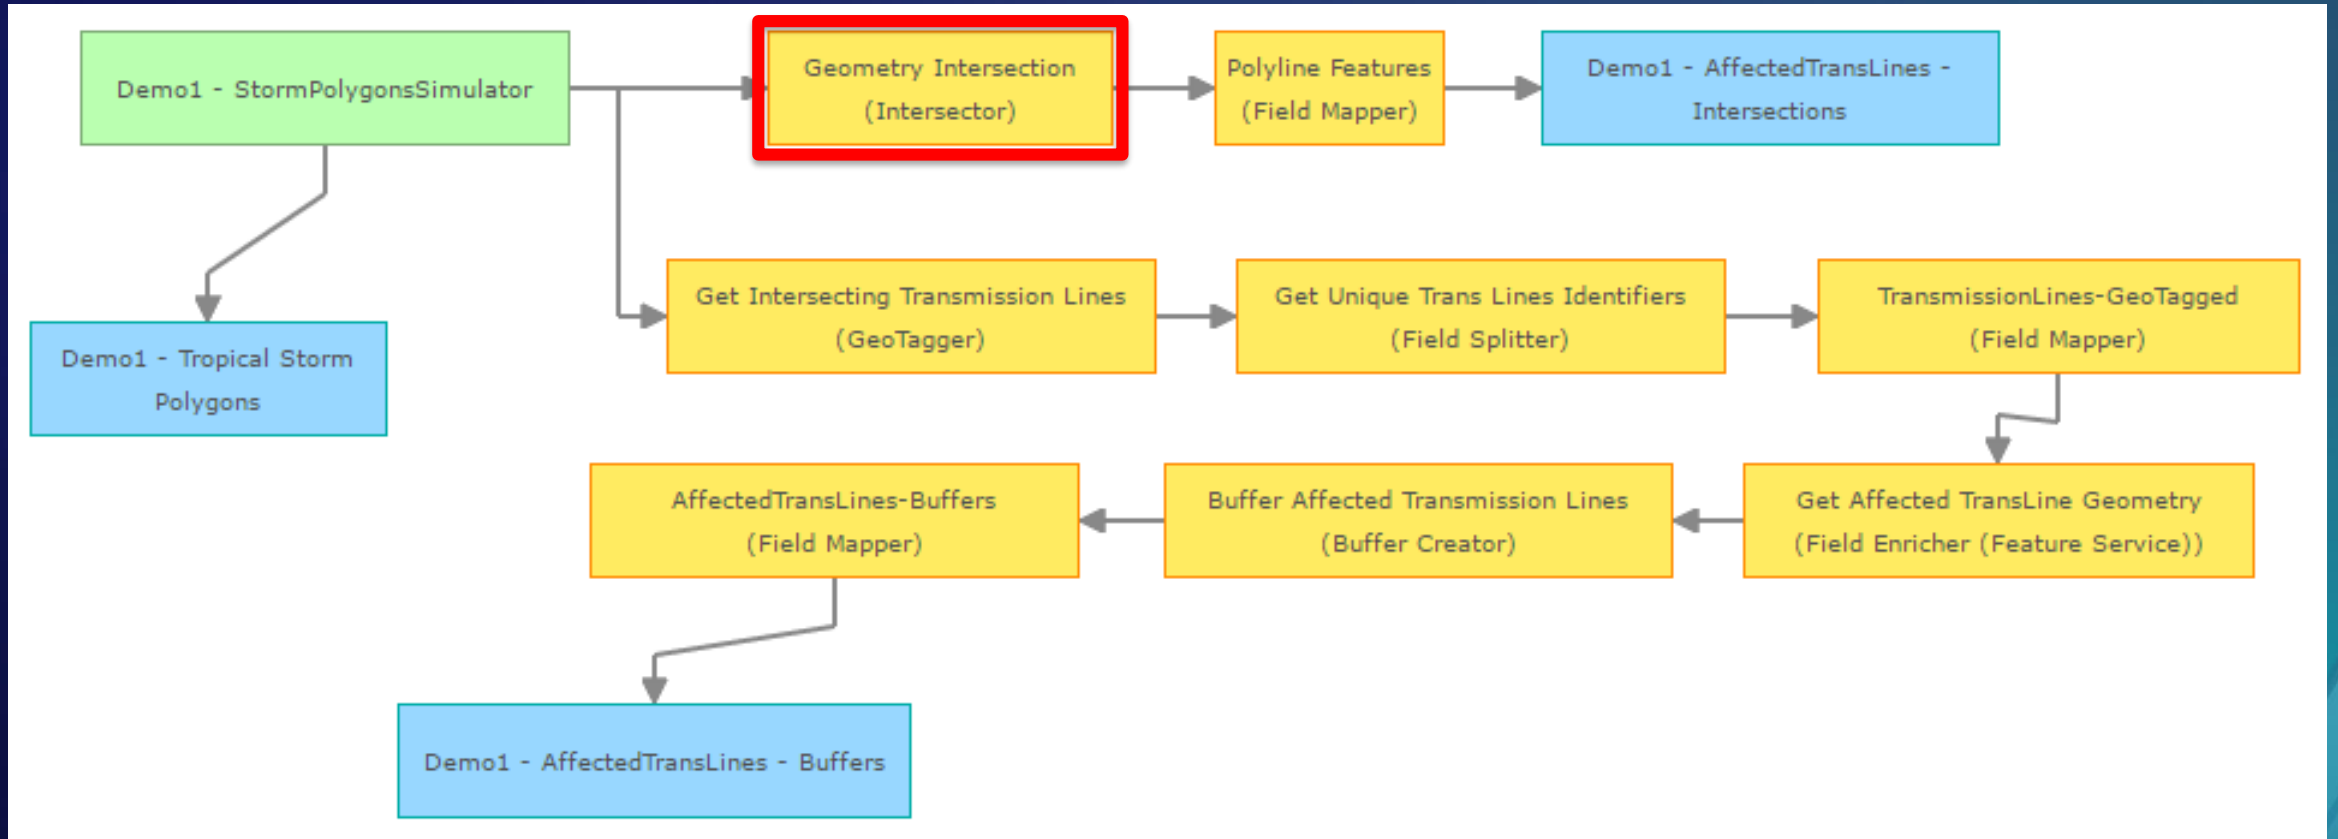 Demo1 - StormPolygonsSimulator
Geometry Intersection
(Intersector)
Polyline Features
(Field Mapper)
Demo1 - AffectedTransLines -
Intersections
Get Intersecting Transmission Lines
(GeoTagger)
Get Unique Trans Lines Identifiers
(Field Splitter)
TransmissionLines-GeoTagged
(Field Mapper)
Demo1 - Tropical Storm
Polygons
AffectedTransLines-Buffers
(Field Mapper)
Buffer Affected Transmission Lines
(Buffer Creator)
Get Affected TransLine Geometry
(Field Enricher (Feature Service))
Demo1 - AffectedTransLines - Buffers